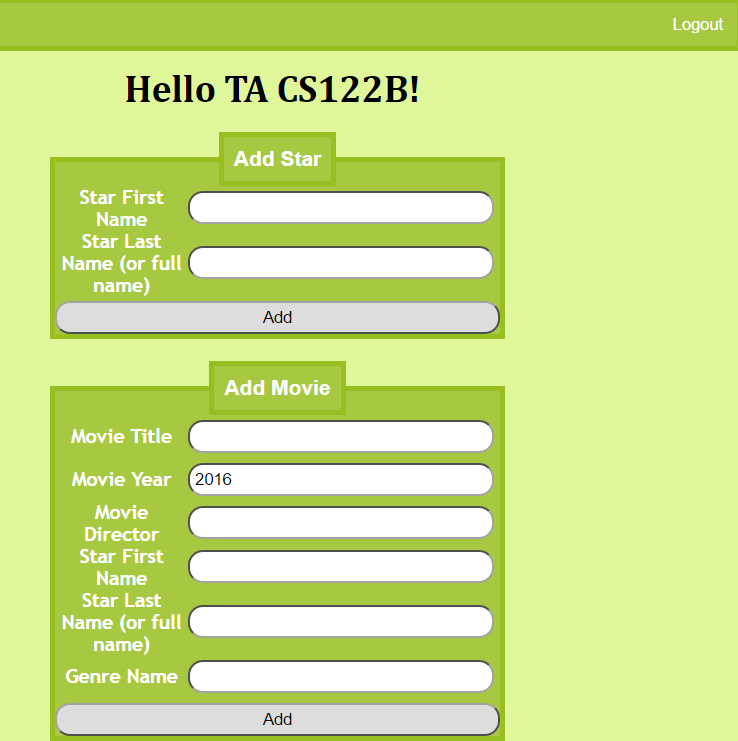 Logout
Hello TA CS122B!
Add Star
Star First
Name
Star Last
Name (or full
name)
Add
Add Movie
Movie Title
Movie Year
2016
Movie
Director
Star First
Name
Star Last
Name (or full
name)
Genre Name
Add